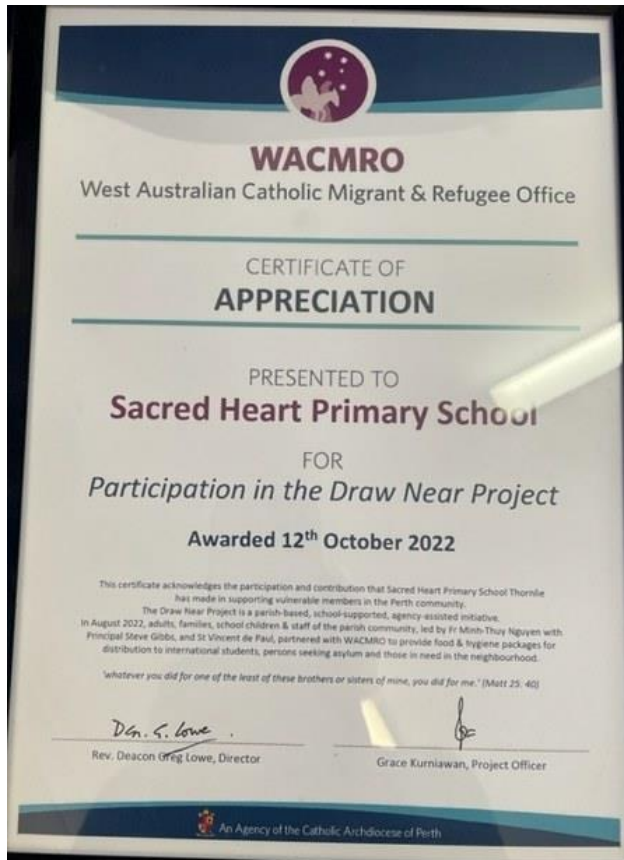 WACMRO
West Australian Catholic Migrant & Refugee Office
CERTIFICATE OF
APPRECIATION
PRESENTED TO
Sacred Heart Primary School
FOR
Participation in the Draw Near Project
Awarded 12th October 2022
This certificate acknowledges the participation and contribution that Sacred Heart Primary School Thornlie
has made in supporting vulnerable members in the Perth community.
The Draw Near Project is a parish-based, school-supported, agency-assisted initiative.
In August 2022, adults, families, school children & staff of the parish community, led by Fr Minh-Thuy Nguyen with
Principal Steve Gibbs, and St Vincent de Paul, partnered with WACMRO to provide food & hygiene packages for
distribution to international students, persons seeking asylum and those in need in the neighbourhood.
'whatever you did for one of the least of these brothers or sisters of mine, you did for me.' (Matt 25: 40)
Dcn. G. Lowe.
Rev. Deacon Greg Lowe, Director
Grace Kurniawan, Project Officer
An Agency of the Catholic Archdiocese of Perth